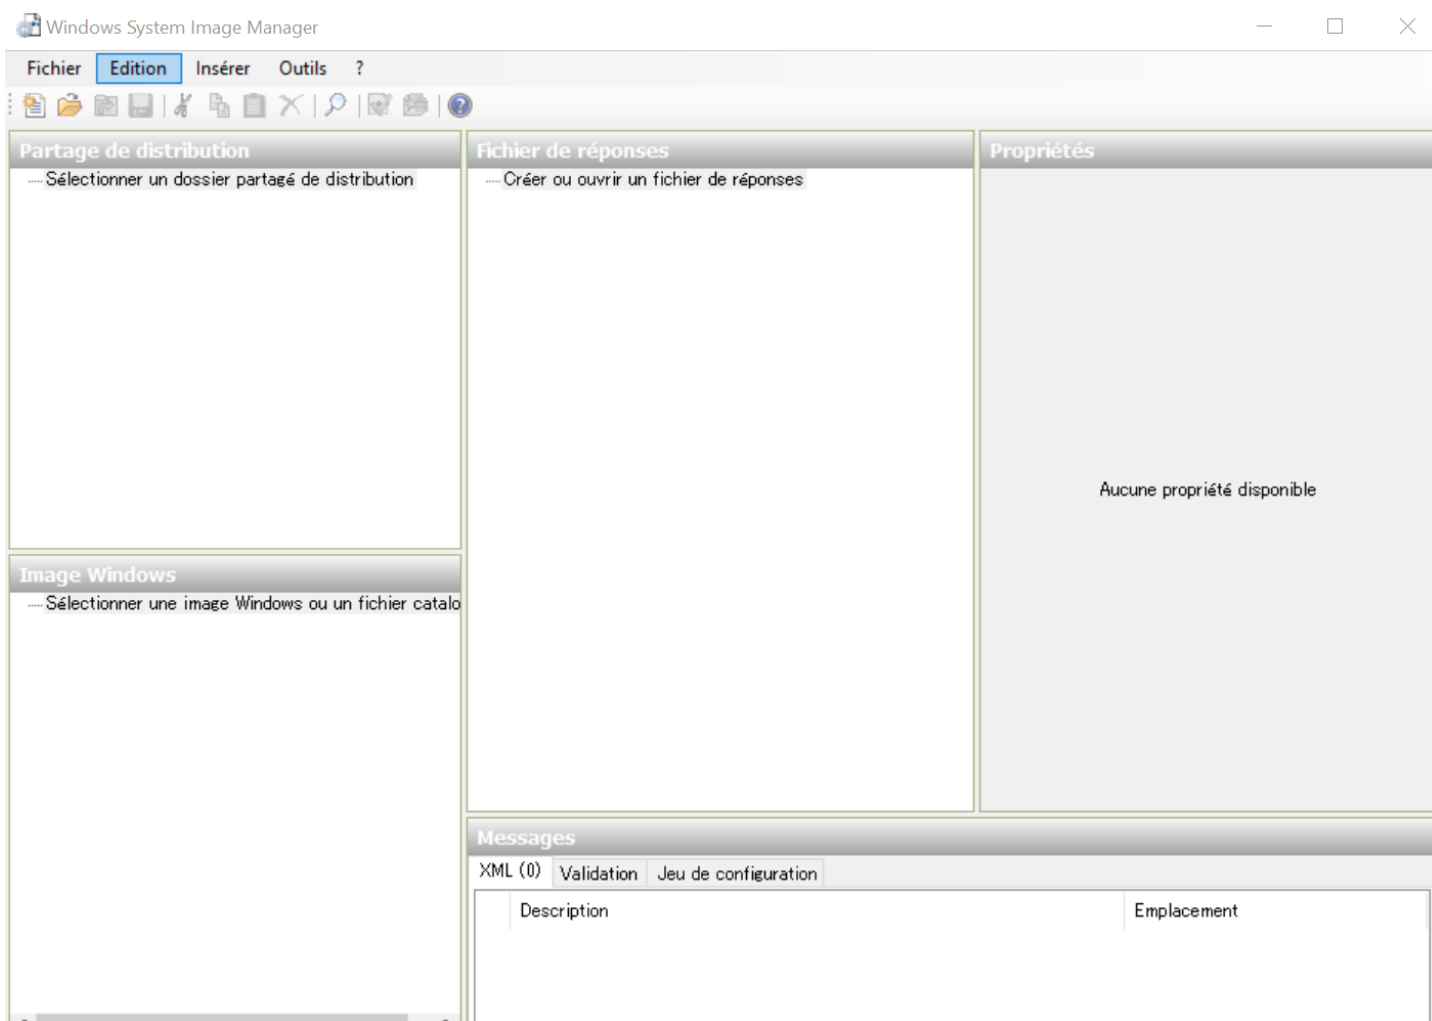 Windows System Image Manager
Fichier Edition Insérer Outils ?
Partage de distribution
Sélectionner un dossier partagé de distribution
Fichier de réponses
Créer ou ouvrir un fichier de réponses
Propriétés
Aucune propriété disponible
Image Windows
Sélectionner une image Windows ou un fichier catalo
Messages
XML (0) Validation Jeu de configuration
Description Emplacement